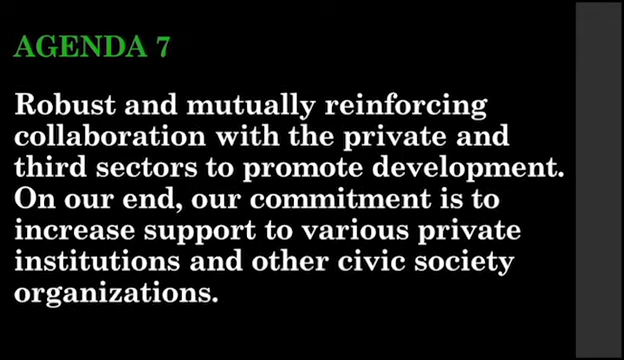 AGENDA 7
Robust and mutually reinforcing
collaboration with the private and
third sectors to promote development.
On our end, our commitment is to
increase support to various private
institutions and other civic society
organizations.